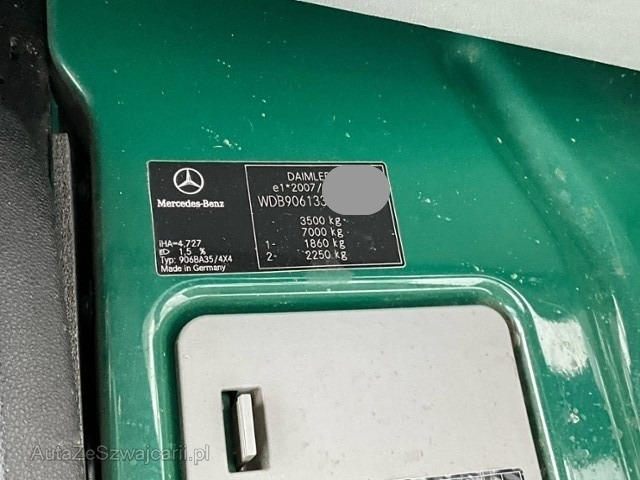 Mercedes-Benz
iHA=4,727
1,5 %
Typ: 906BA35/4X4
Made in Germany
DAIMLER
e1*2007/
WDB906133
3500 kg
7000 kg
1- 1860 kg
2- 2250 kg
AutaZeSzwajcarii.pl